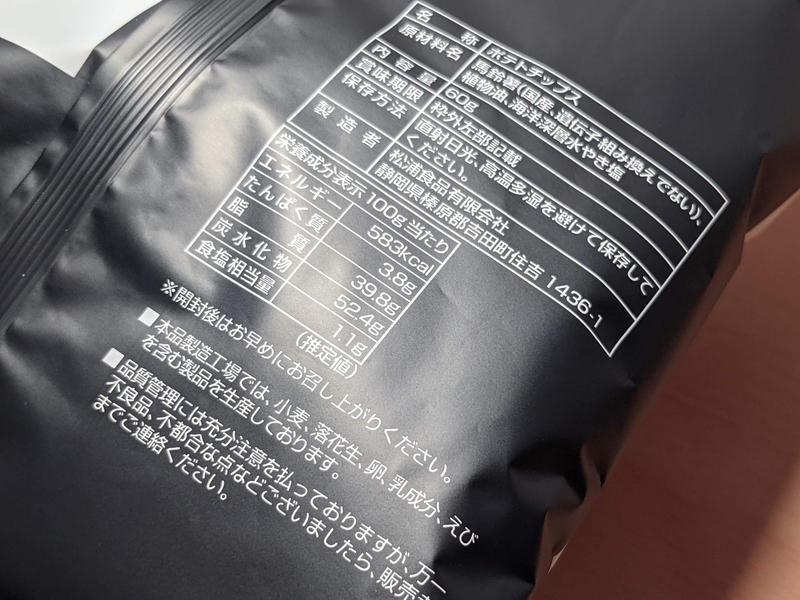 名称 ポテトチップス
原材料名 馬鈴薯(国産、遺伝子組み換えでない)、
植物油、海洋深層水やき塩
内容量 60g
賞味期限 枠外左部記載
保存方法 直射日光、高温多湿を避けて保存して
ください。
製造者 松浦食品有限会社
静岡県榛原郡吉田町住吉 1436-1
栄養成分表示 100g当たり
エネルギー 583kcal
たんぱく質 3.8g
脂質 39.8g
炭水化物 52.4g
食塩相当量 1.1g
(推定値)
※開封後はお早めにお召し上がりください。
■本品製造工場では、小麦、落花生、卵、乳成分、えび
を含む製品を生産しております。
■品質管理には充分注意を払っておりますが、万一
不良品、不都合な点などございましたら、販売
までご連絡ください。